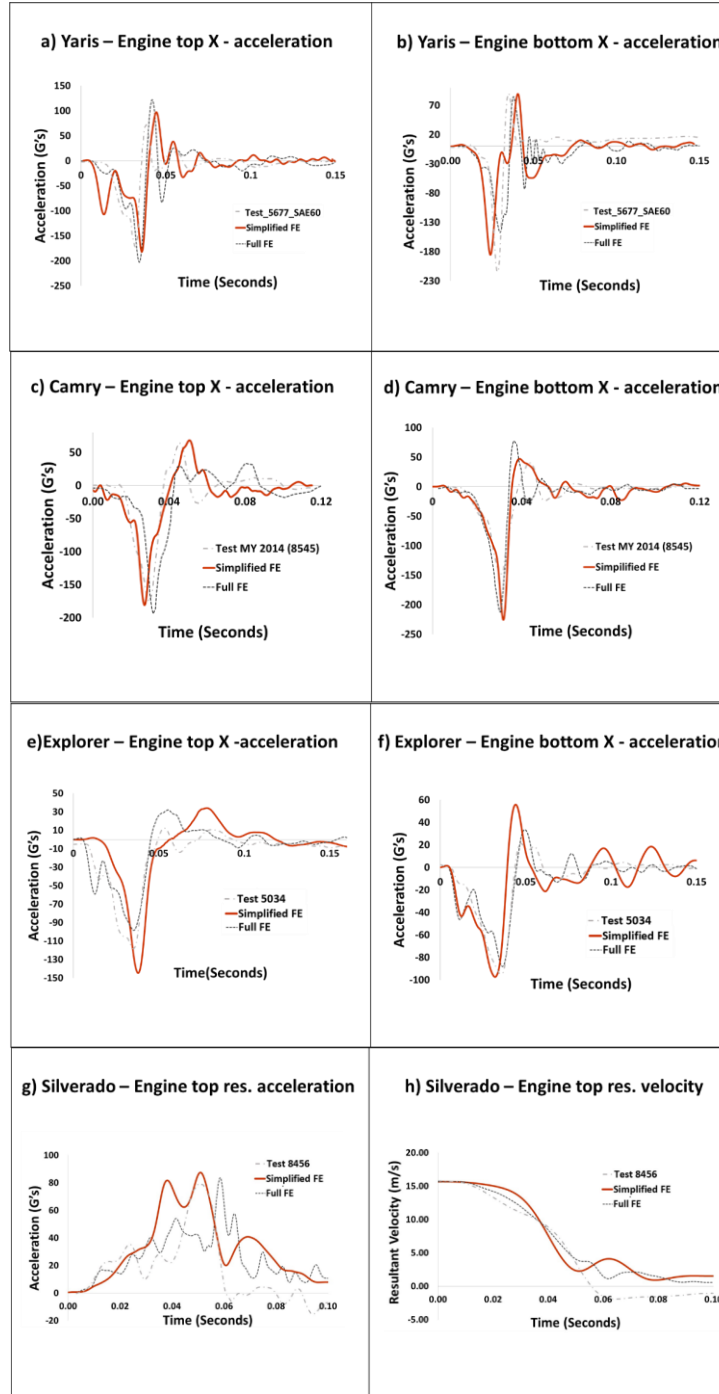 a) Yaris – Engine top X - acceleration
150
100
50
0
-50
-100
-150
-200
-250
0
0.05
0.1
0.15
Acceleration (G's)
Test_5677_SAE60
Simplified FE
Full FE
Time (Seconds)
b) Yaris – Engine bottom X - acceleration
70
20
-30
-80
-130
-180
-230
0.00
0.05
0.10
0.15
Acceleration (G's)
Test_5677_SAE60
Simplified FE
Full FE
Time (Seconds)
c) Camry – Engine top X - acceleration
50
0
-50
-100
-150
-200
0.00
0.04
0.08
0.12
Acceleration (G's)
Test MY 2014 (8545)
Simplified FE
Full FE
Time (Seconds)
d) Camry – Engine bottom X - acceleration
100
50
0
-50
-100
-150
-200
-250
0
0.04
0.08
0.12
Acceleration (G's)
Test MY 2014 (8545)
Simpilified FE
Full FE
Time (Seconds)
e)Explorer – Engine top X -acceleration
50
30
10
-10
-30
-50
-70
-90
-110
-130
-150
0
0.05
0.1
0.15
Acceleration (G's)
Test 5034
Simplified FE
Full FE
Time(Seconds)
f) Explorer – Engine bottom X - acceleration
60
40
20
0
-20
-40
-60
-80
-100
0
0.05
0.1
0.15
Acceleration (G's)
Test 5034
Simplified FE
Full FE
Time (Seconds)
g) Silverado – Engine top res. acceleration
100
80
60
40
20
0
-20
0.00
0.02
0.04
0.06
0.08
0.10
Acceleration (G's)
Test 8456
Simplified FE
Full FE
Time (Seconds)
h) Silverado – Engine top res. velocity
20.00
15.00
10.00
5.00
0.00
-5.00
0.00
0.02
0.04
0.06
0.08
0.10
Resultant Velocity (m/s)
Test 8456
Simplified FE
Full FE
Time (Seconds)